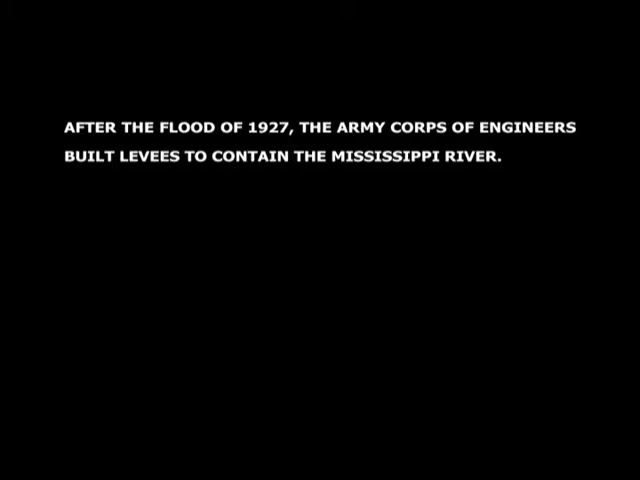 AFTER THE FLOOD OF 1927, THE ARMY CORPS OF ENGINEERS
BUILT LEVEES TO CONTAIN THE MISSISSIPPI RIVER.